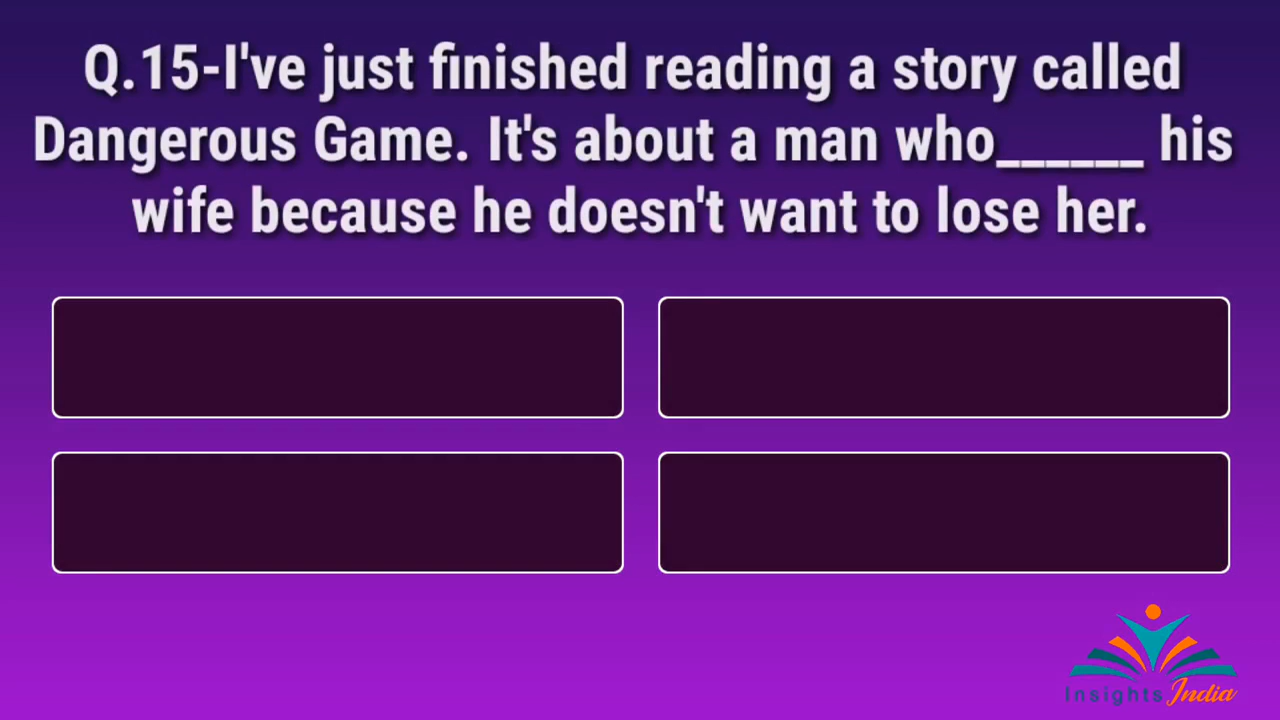 Q.15-I've just finished reading a story called
Dangerous Game. It's about a man who______ his
wife because he doesn't want to lose her.
Insights India